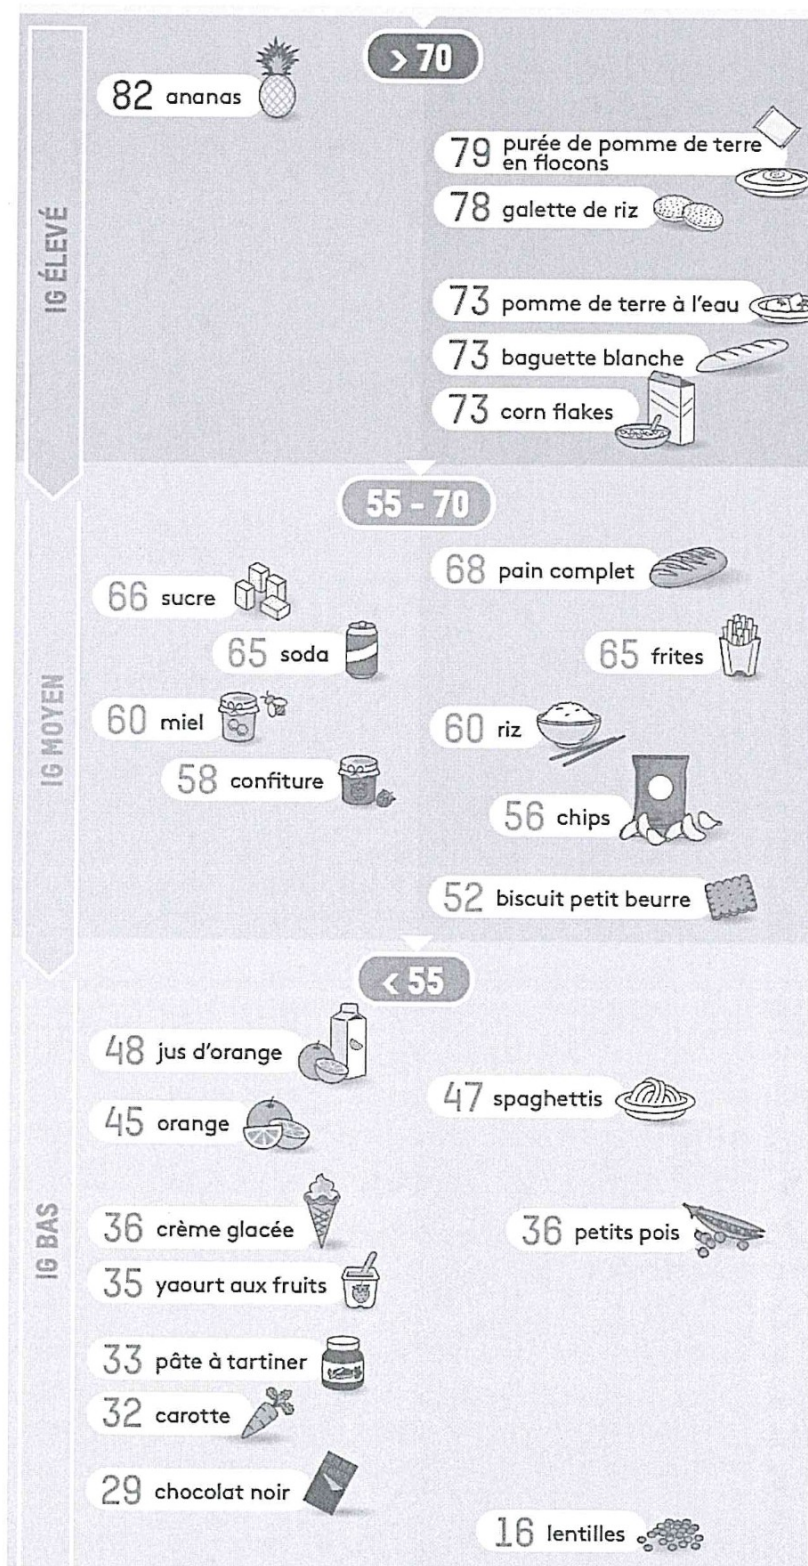 > 70
IG ÉLEVÉ
82 ananas
79 purée de pomme de terre
en flocons
78 galette de riz
73 pomme de terre à l'eau
73 baguette blanche
73 corn flakes
55 - 70
IG MOYEN
68 pain complet
66 sucre
65 soda
65 frites
60 miel
60 riz
58 confiture
56 chips
52 biscuit petit beurre
< 55
IG BAS
48 jus d'orange
47 spaghettis
45 orange
36 crème glacée
36 petits pois
35 yaourt aux fruits
33 pâte à tartiner
32 carotte
29 chocolat noir
16 lentilles